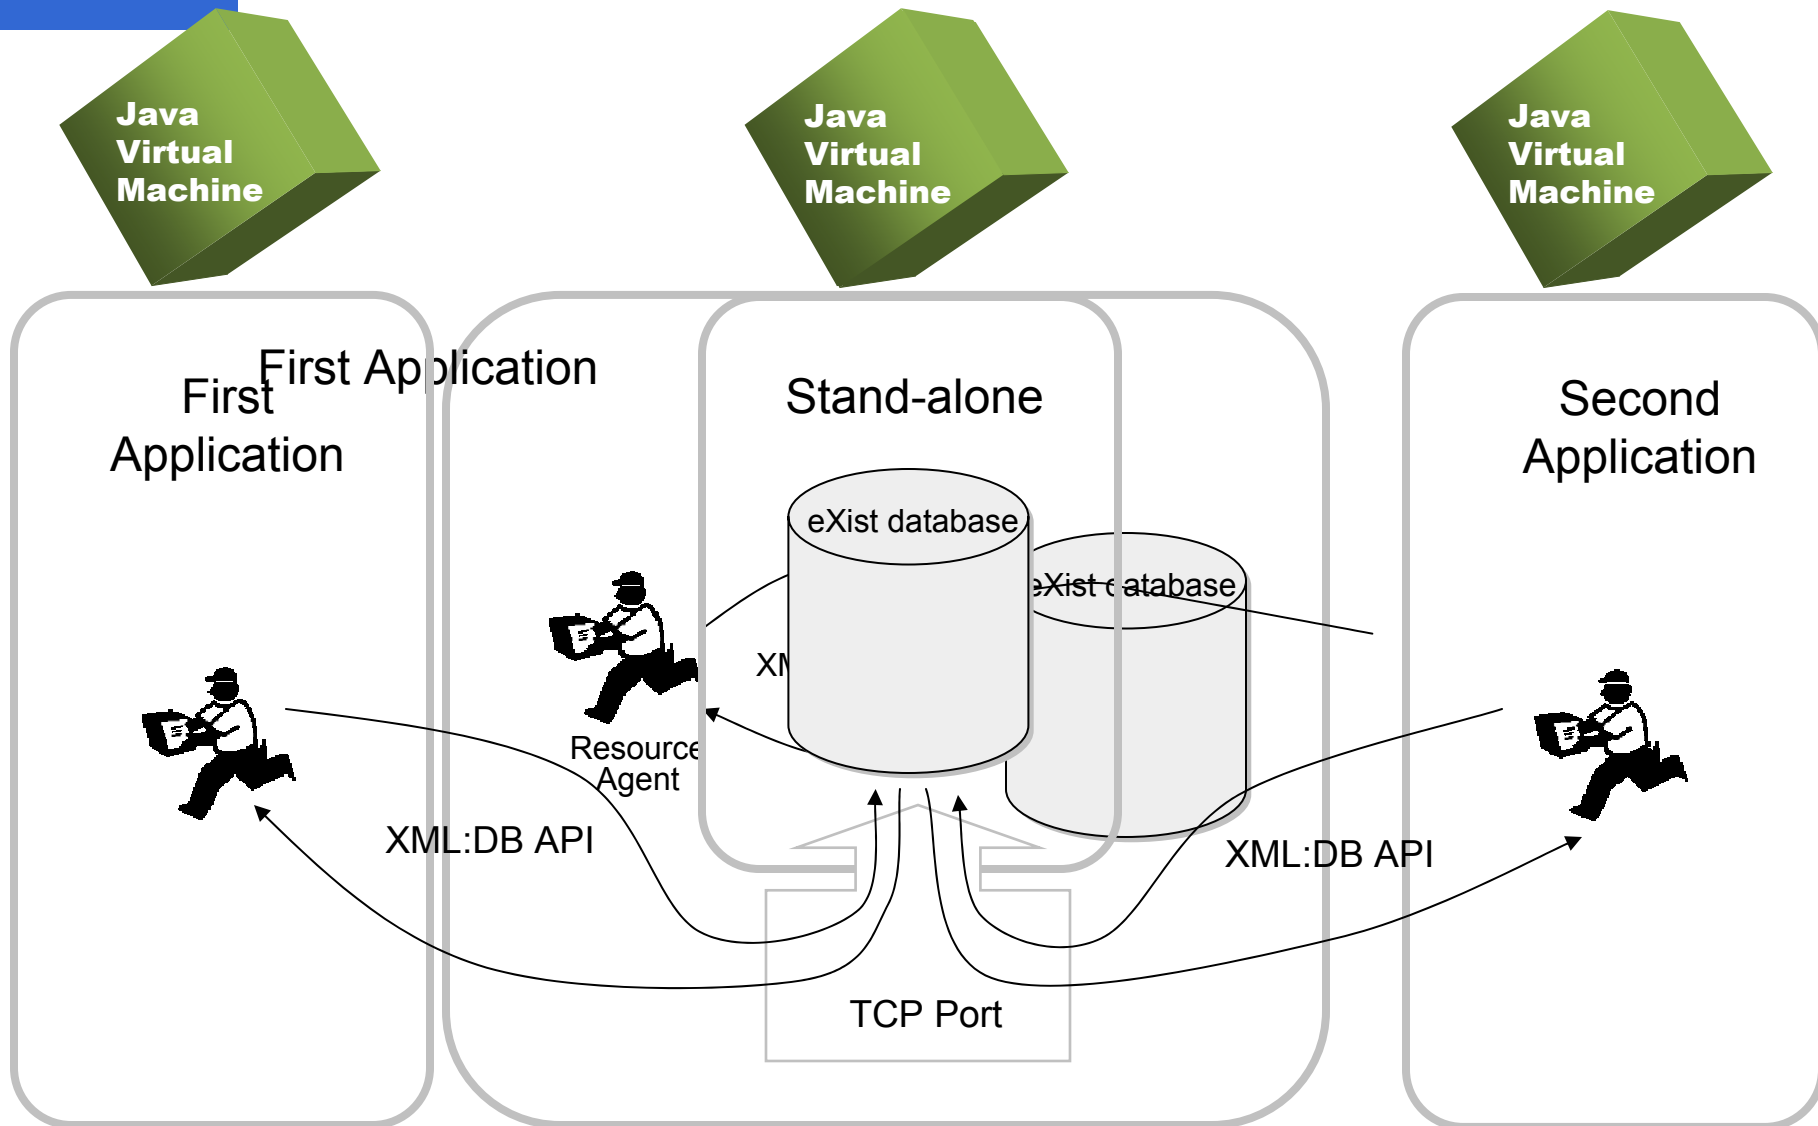 Java
Virtual
Machine
Java
Virtual
Machine
Java
Virtual
Machine
First Application
First
Application
Stand-alone
Second
Application
eXist database
eXist database
Resource
Agent
XML:DB API
XML:DB API
TCP Port